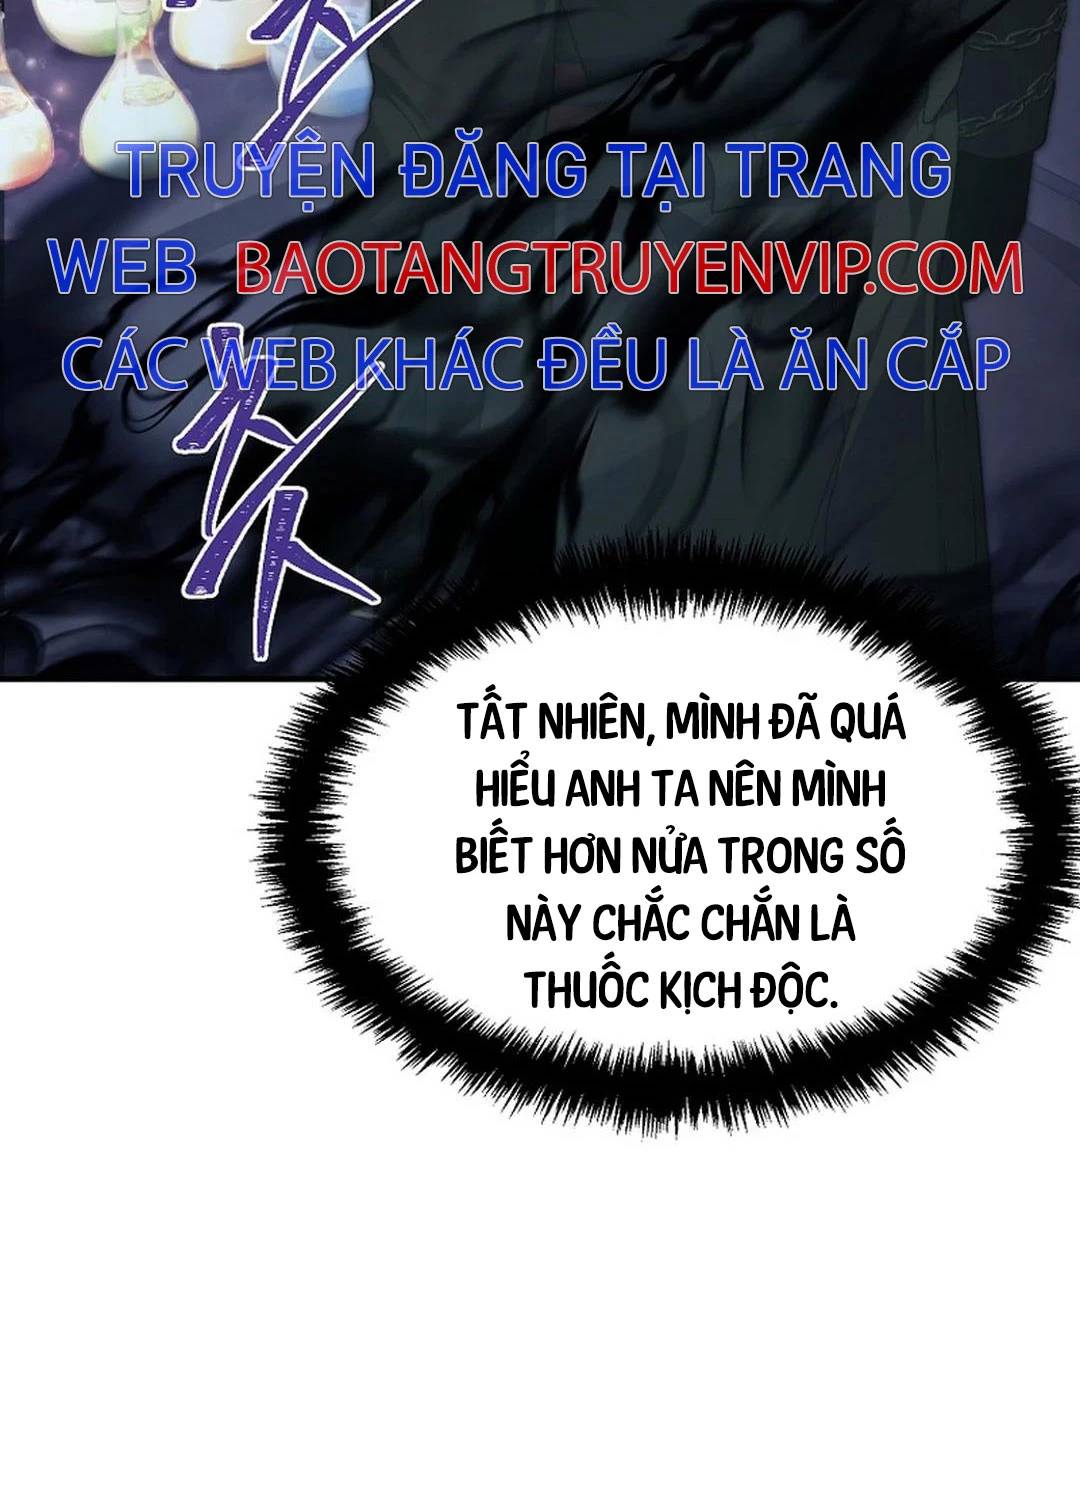 TRUYỆN ĐĂNG TẠI TRANG
WEB BAOTANGTRUYENVIP.COM
CÁC WEB KHÁC ĐỀU LÀ ĂN CẮP
TẤT NHIÊN, MÌNH ĐÃ QUÁ
HIỂU ANH TA NÊN MÌNH
BIẾT HƠN NỬA TRONG SỐ
NÀY CHẮC CHẮN LÀ
THUỐC KỊCH ĐỘC.